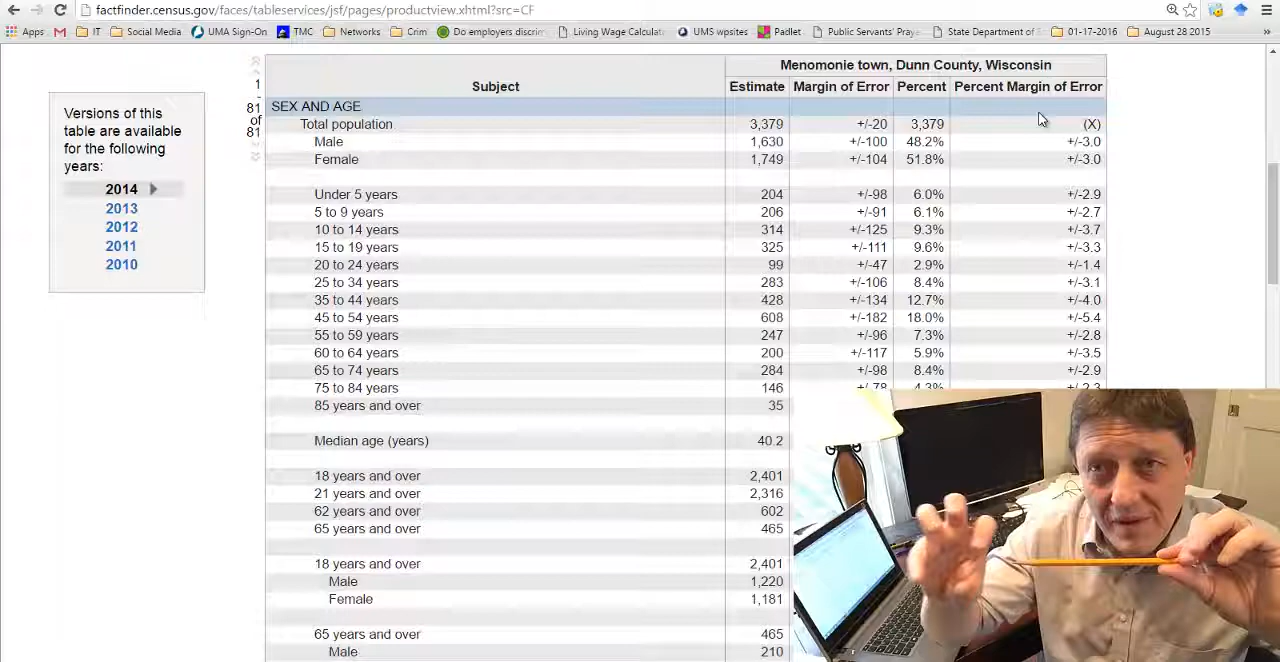 factfinder.census.gov/faces/tableservices/jsf/pages/productview.xhtml?src=CF
Apps IT Social Media UMA Sign-On TMC Networks Crim Do employers discrim Living Wage Calculat UMS wpsites Padlet Public Servants' Praye State Department of 01-17-2016 August 28 2015 »
Versions of this table are available for the following years:
2014
2013
2012
2011
2010
1
-
81
of
81
Menomonie town, Dunn County, Wisconsin
Subject Estimate Margin of Error Percent Percent Margin of Error
SEX AND AGE
Total population 3,379 +/-20 3,379 (X)
Male 1,630 +/-100 48.2% +/-3.0
Female 1,749 +/-104 51.8% +/-3.0
Under 5 years 204 +/-98 6.0% +/-2.9
5 to 9 years 206 +/-91 6.1% +/-2.7
10 to 14 years 314 +/-125 9.3% +/-3.7
15 to 19 years 325 +/-111 9.6% +/-3.3
20 to 24 years 99 +/-47 2.9% +/-1.4
25 to 34 years 283 +/-106 8.4% +/-3.1
35 to 44 years 428 +/-134 12.7% +/-4.0
45 to 54 years 608 +/-182 18.0% +/-5.4
55 to 59 years 247 +/-96 7.3% +/-2.8
60 to 64 years 200 +/-117 5.9% +/-3.5
65 to 74 years 284 +/-98 8.4% +/-2.9
75 to 84 years 146 +/-78 4.3% +/-2.3
85 years and over 35
Median age (years) 40.2
18 years and over 2,401
21 years and over 2,316
62 years and over 602
65 years and over 465
18 years and over 2,401
Male 1,220
Female 1,181
65 years and over 465
Male 210